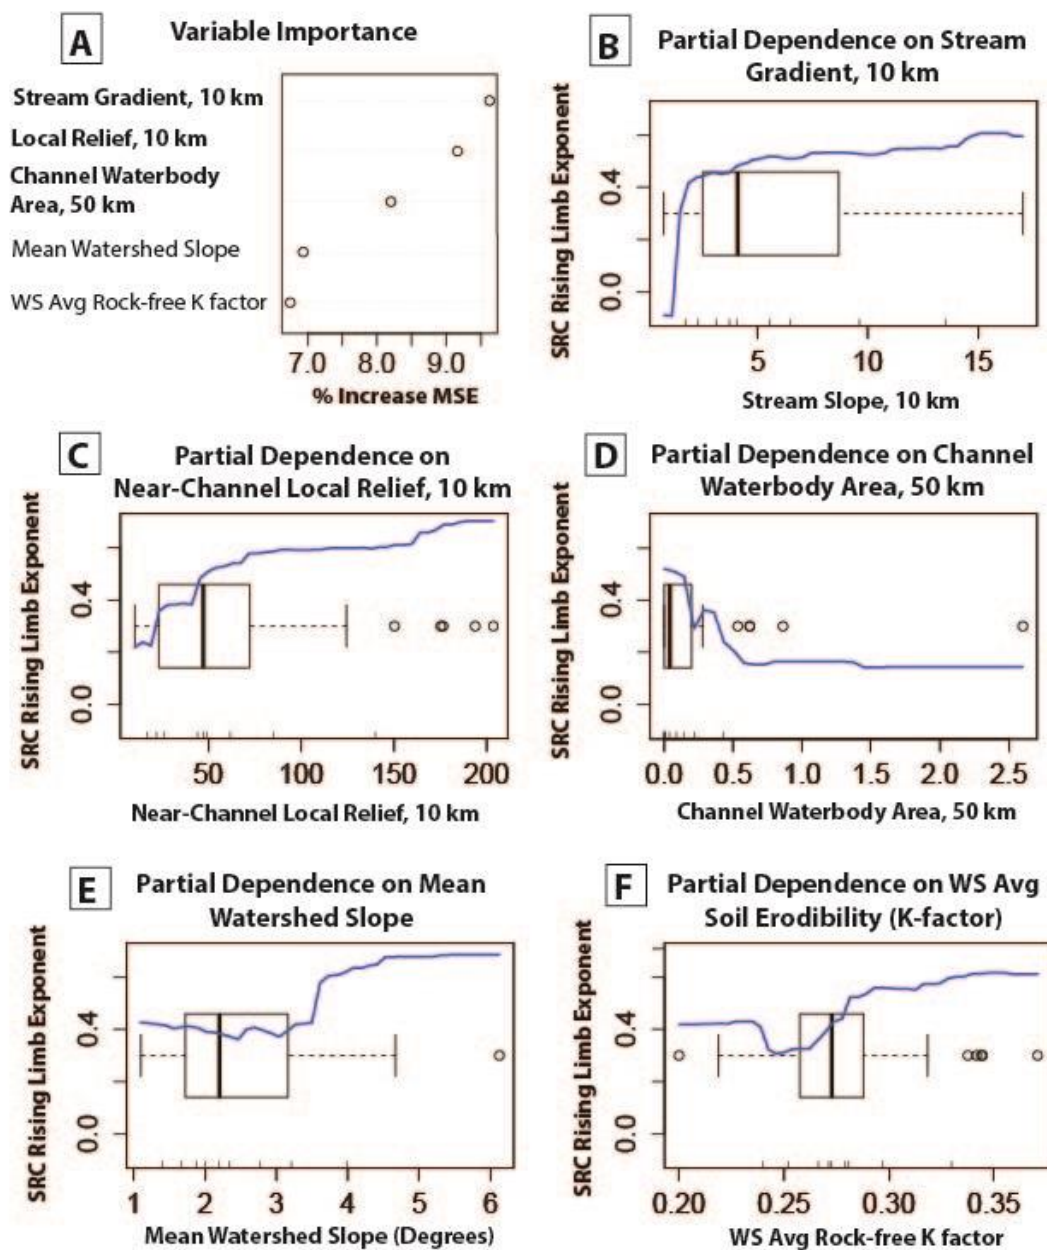 A
Variable Importance
Stream Gradient, 10 km
Local Relief, 10 km
Channel Waterbody
Area, 50 km
Mean Watershed Slope
WS Avg Rock-free K factor
7.0 8.0 9.0
% Increase MSE
B
Partial Dependence on Stream
Gradient, 10 km
SRC Rising Limb Exponent
0.4
0.0
5 10 15
Stream Slope, 10 km
C
Partial Dependence on
Near-Channel Local Relief, 10 km
SRC Rising Limb Exponent
0.4
0.0
50 100 150 200
Near-Channel Local Relief, 10 km
D
Partial Dependence on Channel
Waterbody Area, 50 km
SRC Rising Limb Exponent
0.4
0.0
0.0 0.5 1.0 1.5 2.0 2.5
Channel Waterbody Area, 50 km
E
Partial Dependence on Mean
Watershed Slope
SRC Rising Limb Exponent
0.4
0.0
1 2 3 4 5 6
Mean Watershed Slope (Degrees)
F
Partial Dependence on WS Avg
Soil Erodibility (K-factor)
SRC Rising Limb Exponent
0.4
0.0
0.20 0.25 0.30 0.35
WS Avg Rock-free K factor